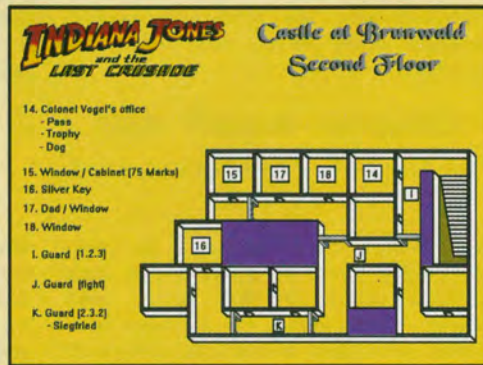 INDIANA JONES
and the
LAST CRUSADE
Castle at Brunwald
Second Floor
14. Colonel Vogel's office
- Pass
- Trophy
- Dog
15. Window / Cabinet (75 Marks)
16. Silver Key
17. Dad / Window
18. Window
I. Guard (1.2.3)
J. Guard (fight)
K. Guard (2.3.2)
- Siegfried
15
17
18
14
I
16
J
K